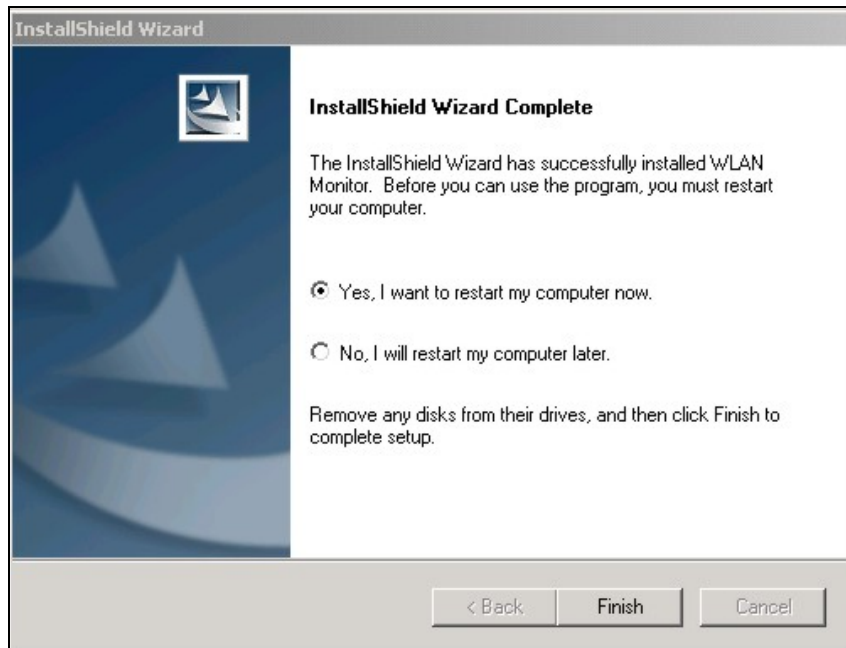 InstallShield Wizard
InstallShield Wizard Complete
The InstallShield Wizard has successfully installed WLAN
Monitor. Before you can use the program, you must restart
your computer.
Yes, I want to restart my computer now.
No, I will restart my computer later.
Remove any disks from their drives, and then click Finish to
complete setup.
< Back Finish Cancel